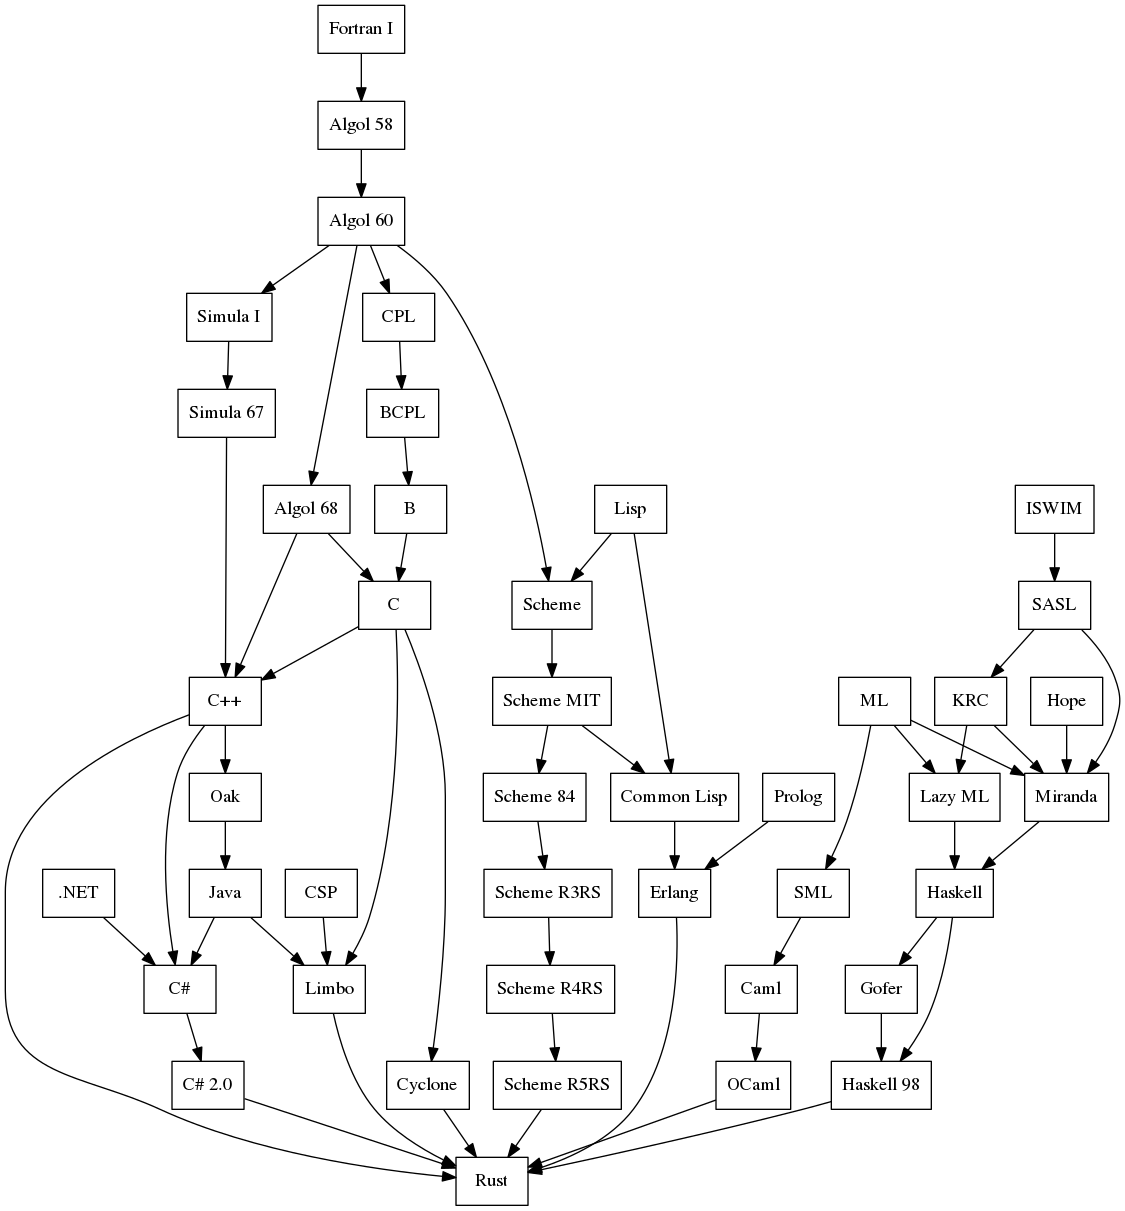 Fortran I
Algol 58
Algol 60
Simula I
CPL
Simula 67
BCPL
Algol 68
B
Lisp
ISWIM
C
Scheme
SASL
C++
Scheme MIT
ML
KRC
Hope
Oak
Scheme 84
Common Lisp
Prolog
Lazy ML
Miranda
.NET
Java
CSP
Scheme R3RS
Erlang
SML
Haskell
C#
Limbo
Scheme R4RS
Caml
Gofer
C# 2.0
Cyclone
Scheme R5RS
OCaml
Haskell 98
Rust